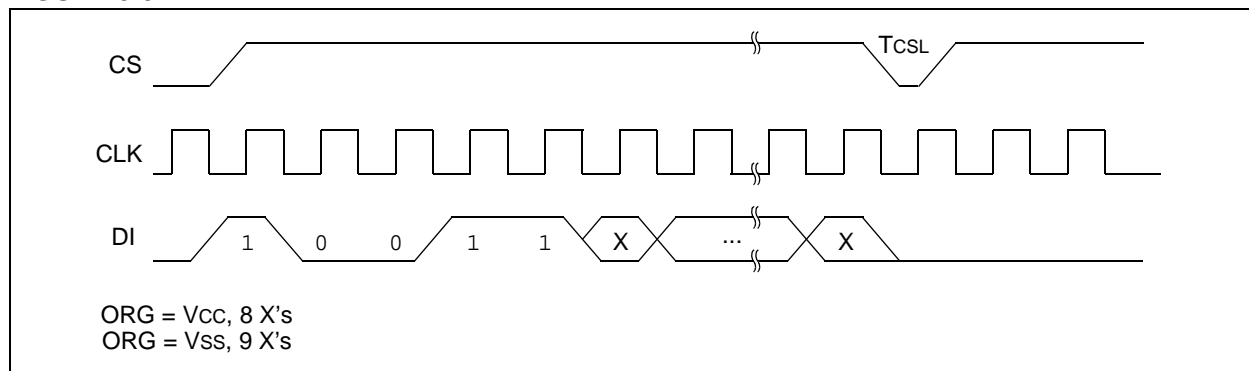 TCSL
CS
CLK
DI
1 0 0 1 1 X ... X
ORG = VCC, 8 X's
ORG = VSS, 9 X's